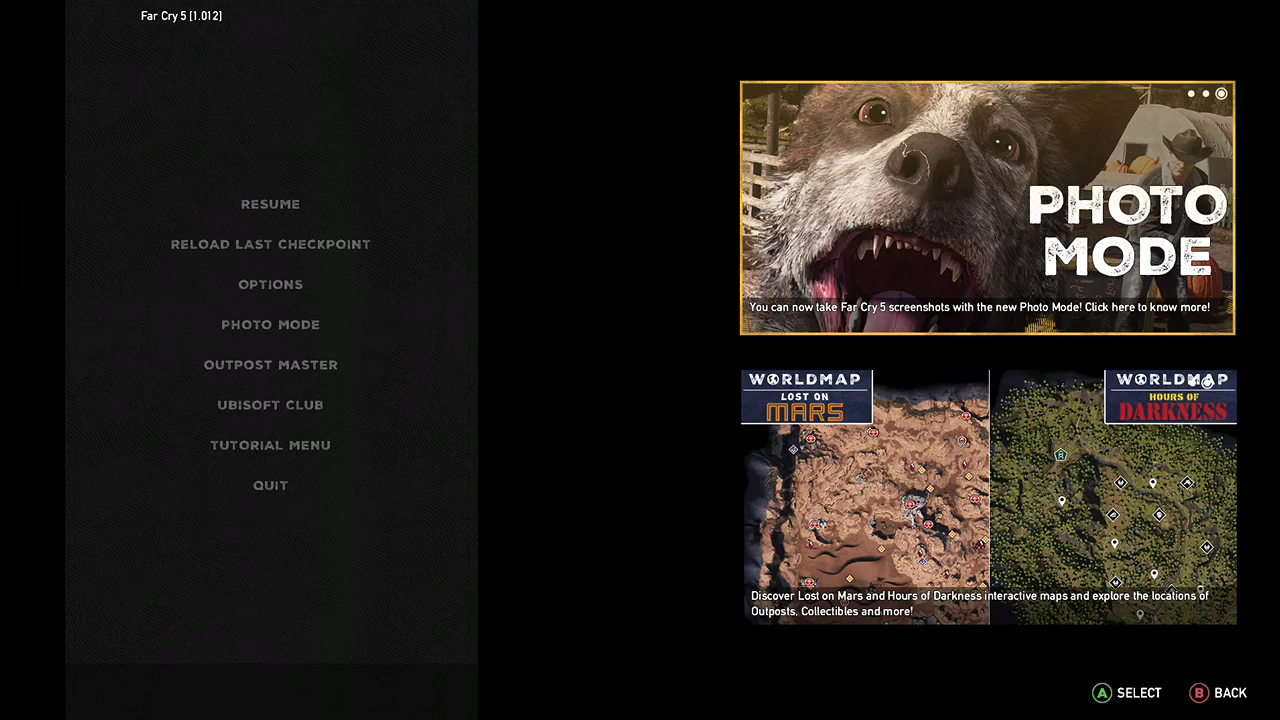 Far Cry 5 [1.012]
RESUME
RELOAD LAST CHECKPOINT
OPTIONS
PHOTO MODE
OUTPOST MASTER
UBISOFT CLUB
TUTORIAL MENU
QUIT
PHOTO
MODE
You can now take Far Cry 5 screenshots with the new Photo Mode! Click here to know more!
WORLDMAP
LOST ON
MARS
WORLDMAP
HOURS OF
DARKNESS
Discover Lost on Mars and Hours of Darkness interactive maps and explore the locations of
Outposts, Collectibles and more!
A SELECT B BACK